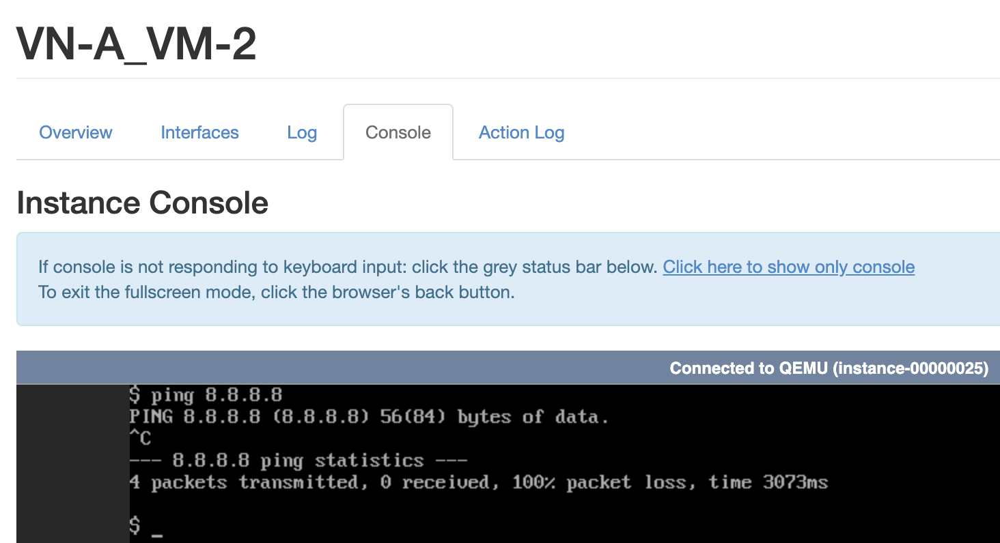 VN-A_VM-2
Overview Interfaces Log Console Action Log
Instance Console
If console is not responding to keyboard input: click the grey status bar below. Click here to show only console
To exit the fullscreen mode, click the browser's back button.
Connected to QEMU (instance-00000025)
$ ping 8.8.8.8
PING 8.8.8.8 (8.8.8.8) 56(84) bytes of data.
^C
--- 8.8.8.8 ping statistics ---
4 packets transmitted, 0 received, 100% packet loss, time 3073ms
$ _